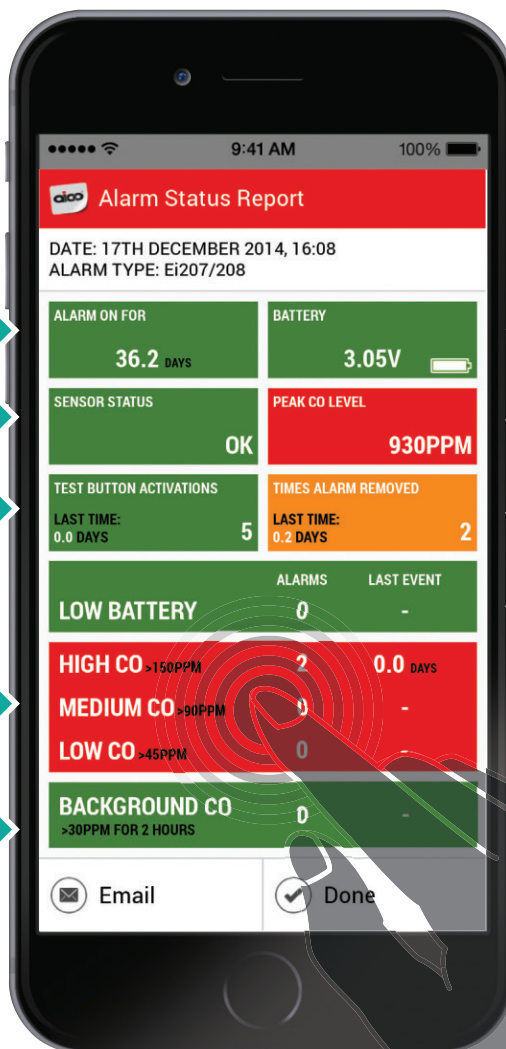 9:41 AM 100%
aico Alarm Status Report
DATE: 17TH DECEMBER 2014, 16:08
ALARM TYPE: Ei207/208
ALARM ON FOR
36.2 DAYS
BATTERY
3.05V
SENSOR STATUS
OK
PEAK CO LEVEL
930PPM
TEST BUTTON ACTIVATIONS
LAST TIME:
0.0 DAYS 5
TIMES ALARM REMOVED
LAST TIME:
0.2 DAYS 2
ALARMS LAST EVENT
LOW BATTERY 0 -
HIGH CO >150PPM 2 0.0 DAYS
MEDIUM CO >90PPM 0 -
LOW CO >45PPM 0 -
BACKGROUND CO 0 -
>30PPM FOR 2 HOURS
Email Done